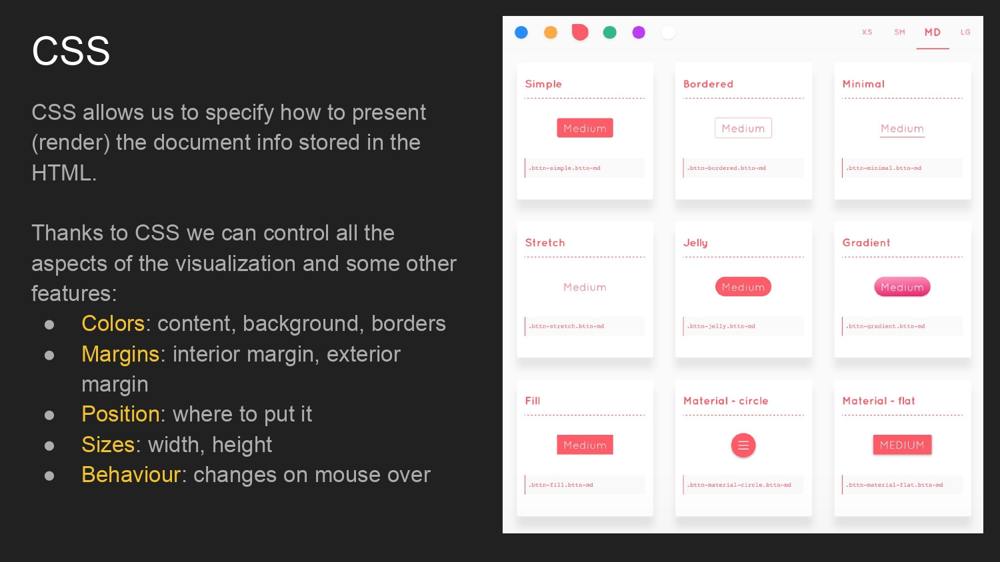 CSS
CSS allows us to specify how to present
(render) the document info stored in the
HTML.
Thanks to CSS we can control all the
aspects of the visualization and some other
features:
● Colors: content, background, borders
● Margins: interior margin, exterior
margin
● Position: where to put it
● Sizes: width, height
● Behaviour: changes on mouse over
XS SM MD LG
Simple Bordered Minimal
Medium Medium Medium
.bttn-simple.bttn-md .bttn-bordered.bttn-md .bttn-minimal.bttn-md
Stretch Jelly Gradient
Medium Medium Medium
.bttn-stretch.bttn-md .bttn-jelly.bttn-md .bttn-gradient.bttn-md
Fill Material - circle Material - flat
Medium MEDIUM
.bttn-fill.bttn-md .bttn-material-circle.bttn-md .bttn-material-flat.bttn-md